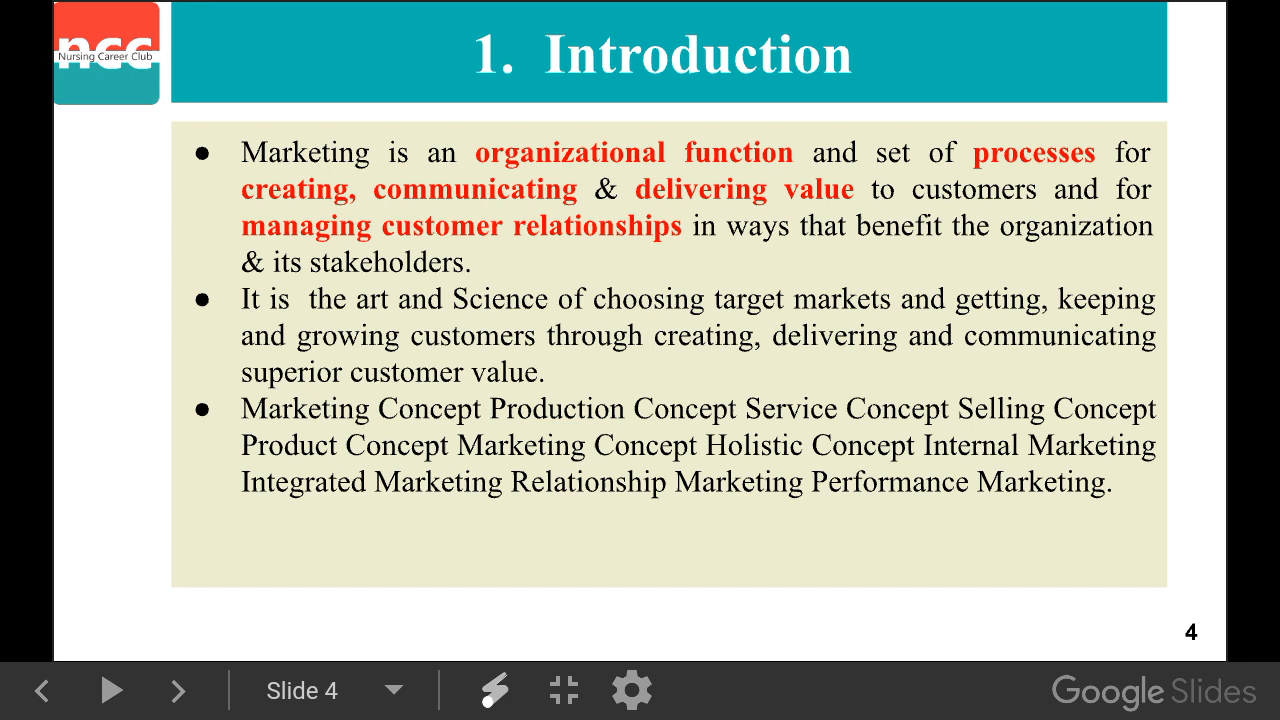 ncc
Nursing Career Club
1. Introduction
● Marketing is an organizational function and set of processes for
creating, communicating & delivering value to customers and for
managing customer relationships in ways that benefit the organization
& its stakeholders.
● It is the art and Science of choosing target markets and getting, keeping
and growing customers through creating, delivering and communicating
superior customer value.
● Marketing Concept Production Concept Service Concept Selling Concept
Product Concept Marketing Concept Holistic Concept Internal Marketing
Integrated Marketing Relationship Marketing Performance Marketing.
4
Slide 4
Google Slides